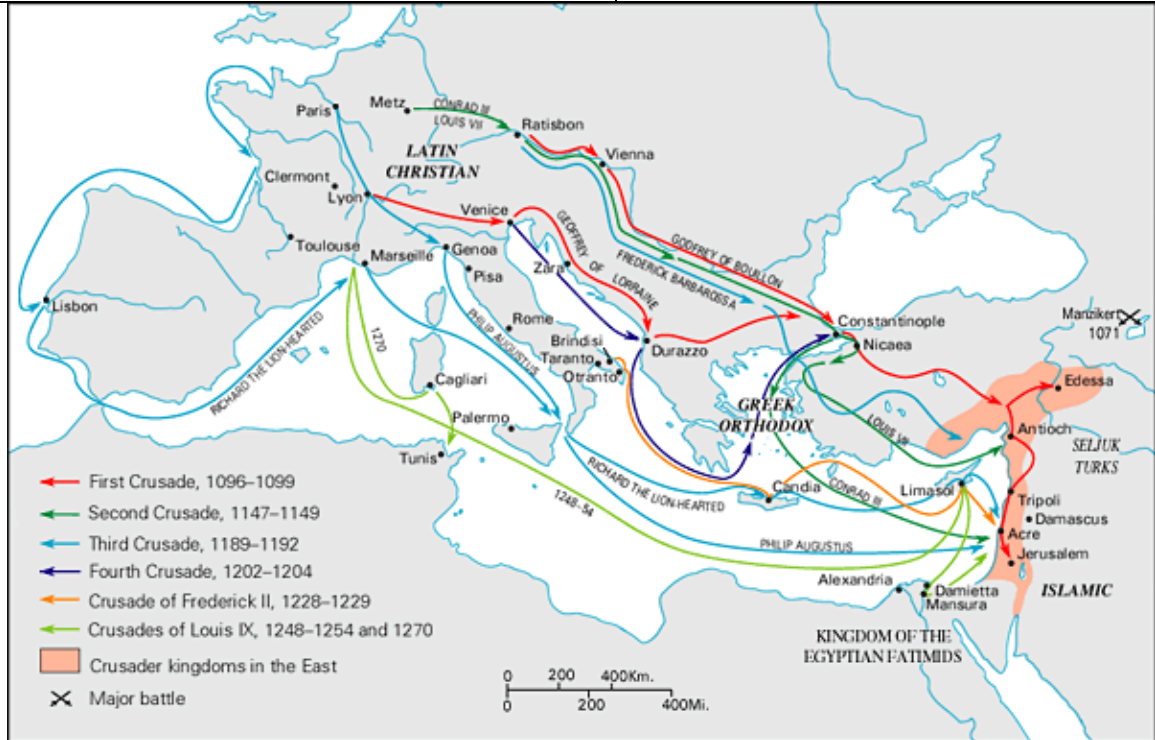 Paris
Metz
CONRAD III
LOUIS VII
Ratisbon
Vienna
LATIN
CHRISTIAN
Clermont
Lyon
Venice
GEOFFREY OF LORRAINE
GODFREY OF BOUILLON
FREDERICK BARBAROSSA
Toulouse
Marseille
Genoa
Pisa
Zara
Lisbon
RICHARD THE LION-HEARTED
1270
PHILIP AUGUSTUS
Rome
Brindisi
Taranto
Otranto
Durazzo
Constantinople
Nicaea
Manzikert
1071
Edessa
Cagliari
Palermo
Tunis
GREEK
ORTHODOX
LOUIS VII
Antioch
SELJUK
TURKS
RICHARD THE LION-HEARTED
1248-54
Candia
CONRAD III
Limasol
Tripoli
Damascus
Acre
Jerusalem
PHILIP AUGUSTUS
Alexandria
Damietta
Mansura
ISLAMIC
KINGDOM OF THE
EGYPTIAN FATIMIDS
First Crusade, 1096–1099
Second Crusade, 1147–1149
Third Crusade, 1189–1192
Fourth Crusade, 1202–1204
Crusade of Frederick II, 1228–1229
Crusades of Louis IX, 1248–1254 and 1270
Crusader kingdoms in the East
Major battle
0 200 400Km.
0 200 400Mi.